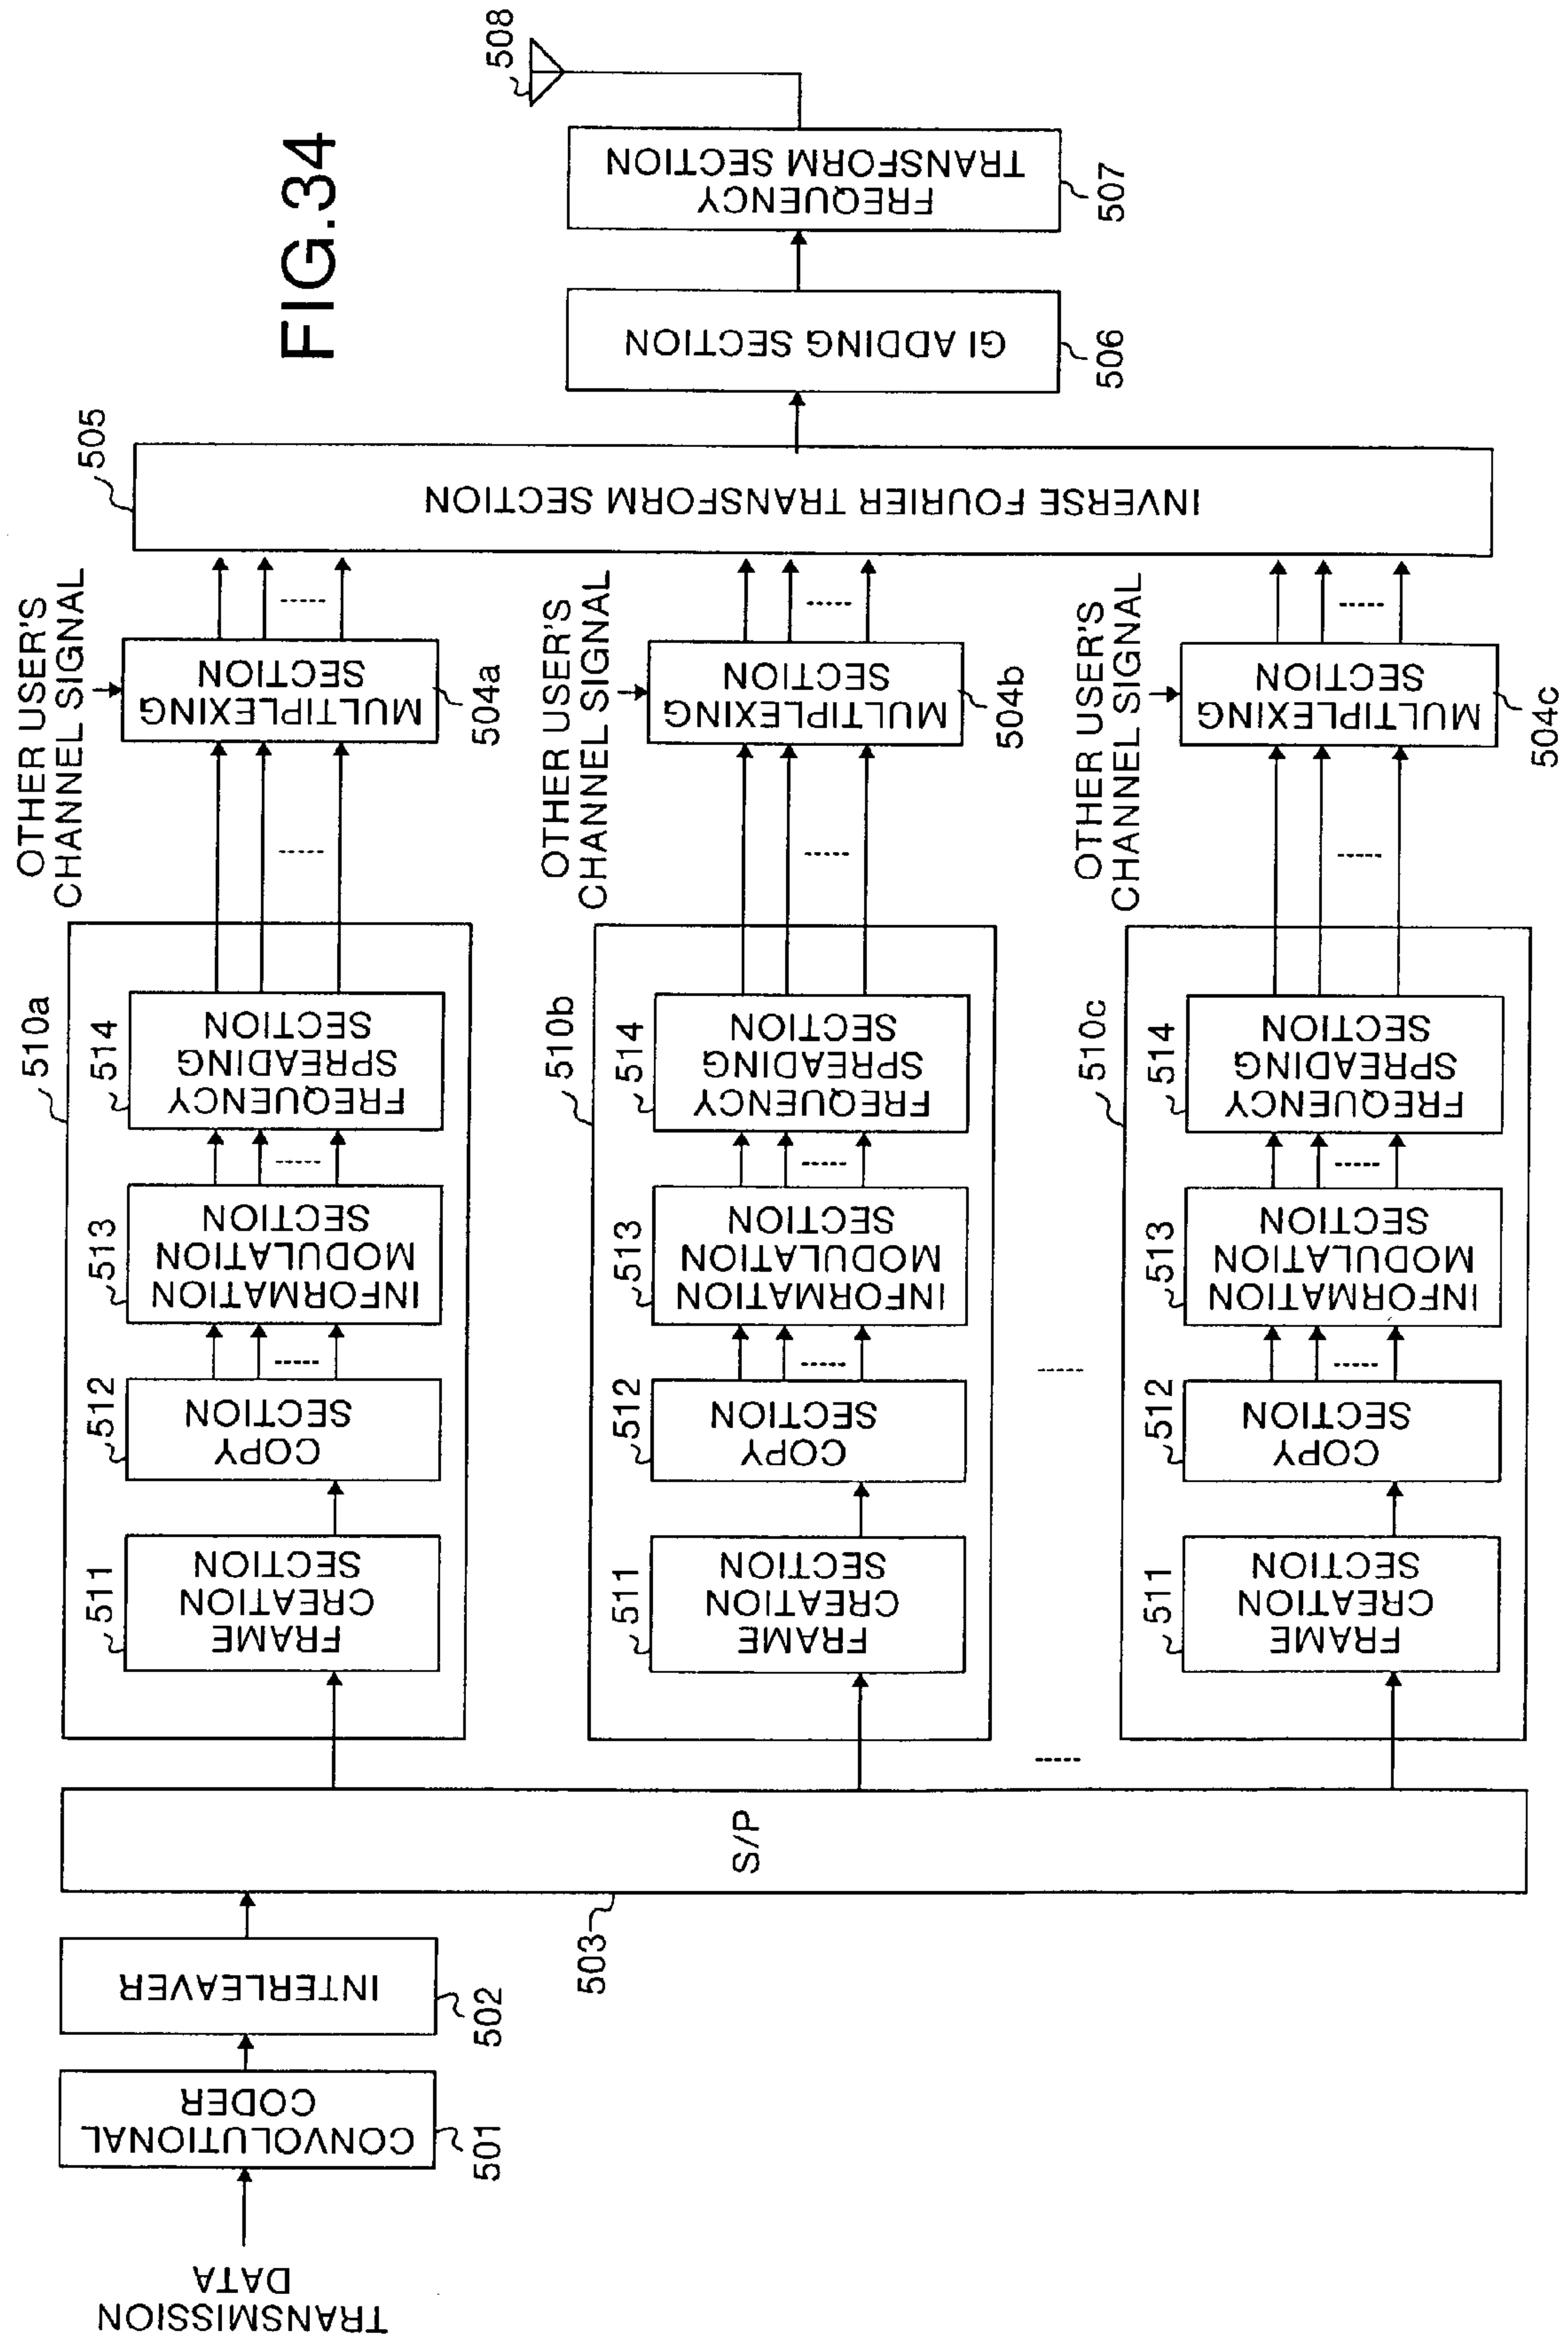 FIG.34
TRANSMISSION
DATA
CONVOLUTIONAL
CODER
501
INTERLEAVER
502
S/P
503
510a
511
FRAME
CREATION
SECTION
512
COPY
SECTION
513
INFORMATION
MODULATION
SECTION
514
FREQUENCY
SPREADING
SECTION
OTHER USER'S
CHANNEL SIGNAL
MULTIPLEXING
SECTION
504a
510b
511
FRAME
CREATION
SECTION
512
COPY
SECTION
513
INFORMATION
MODULATION
SECTION
514
FREQUENCY
SPREADING
SECTION
OTHER USER'S
CHANNEL SIGNAL
MULTIPLEXING
SECTION
504b
510c
511
FRAME
CREATION
SECTION
512
COPY
SECTION
513
INFORMATION
MODULATION
SECTION
514
FREQUENCY
SPREADING
SECTION
OTHER USER'S
CHANNEL SIGNAL
MULTIPLEXING
SECTION
504c
505
INVERSE FOURIER TRANSFORM SECTION
GI ADDING SECTION
506
FREQUENCY
TRANSFORM SECTION
507
508